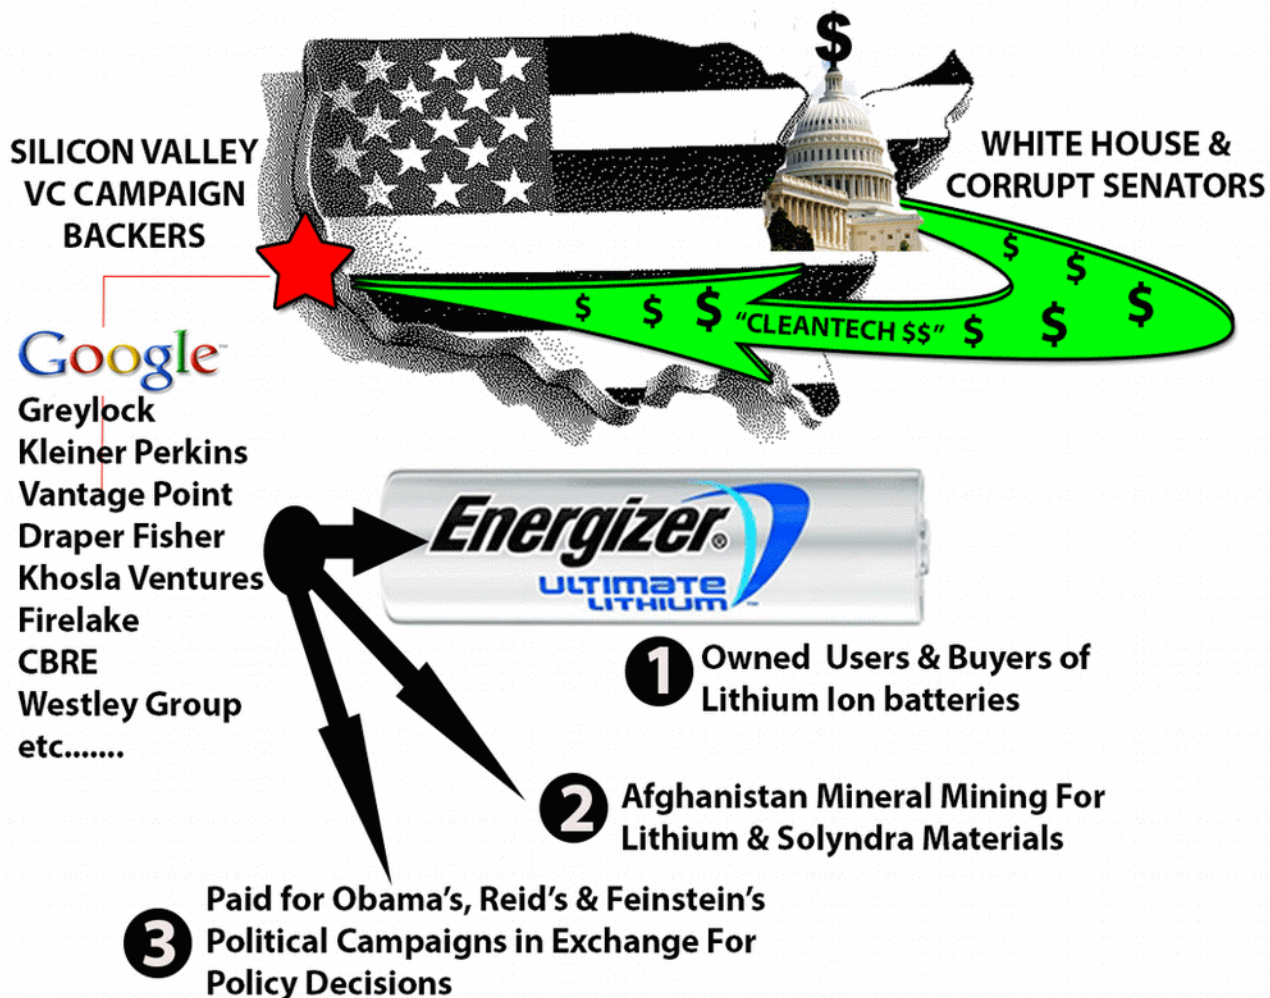 $
SILICON VALLEY
VC CAMPAIGN
BACKERS
WHITE HOUSE &
CORRUPT SENATORS
$ $ $ "CLEANTECH $$" $ $ $ $ $
Google™
Greylock
Kleiner Perkins
Vantage Point
Draper Fisher
Khosla Ventures
Firelake
CBRE
Westley Group
etc.......
Energizer®
ULTIMATE
LITHIUM™
1 Owned Users & Buyers of
Lithium Ion batteries
2 Afghanistan Mineral Mining For
Lithium & Solyndra Materials
3 Paid for Obama's, Reid's & Feinstein's
Political Campaigns in Exchange For
Policy Decisions